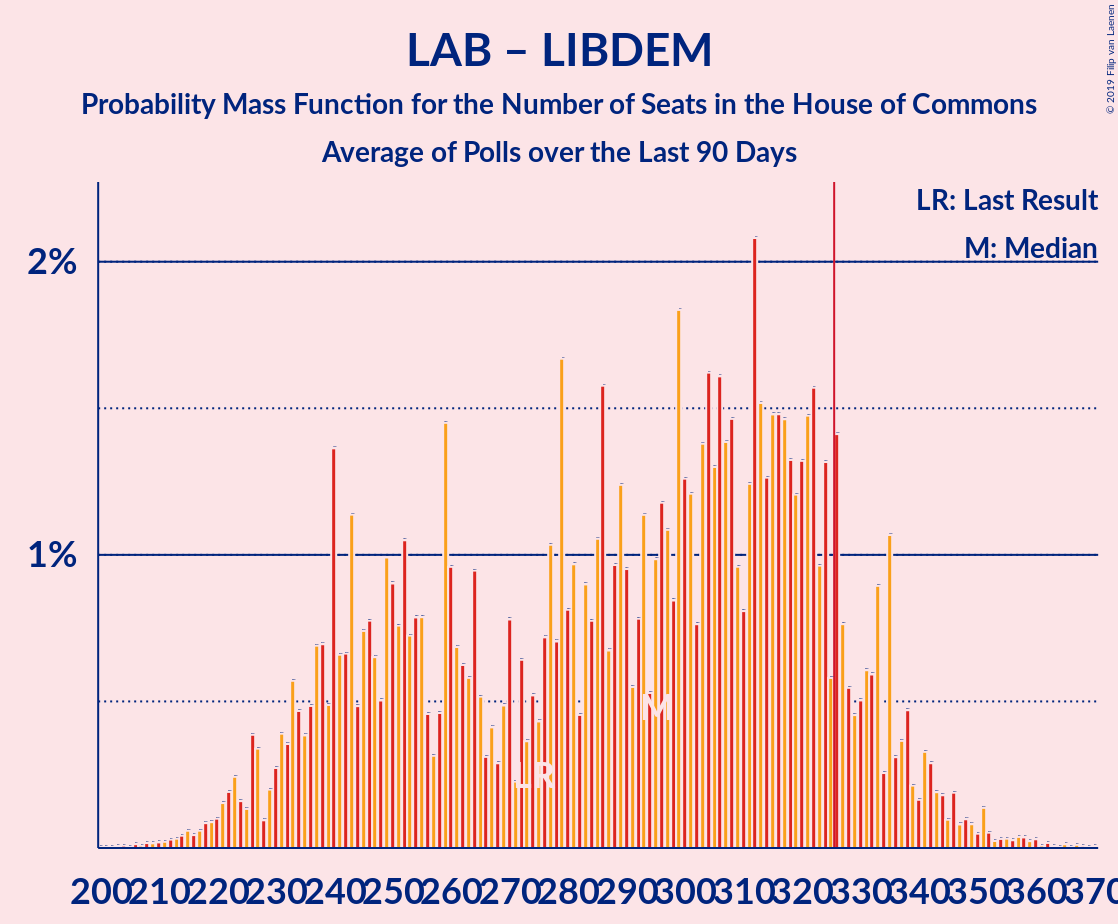 LAB – LIBDEM
Probability Mass Function for the Number of Seats in the House of Commons
Average of Polls over the Last 90 Days
© 2019 Filip van Laenen
LR: Last Result
M: Median
2%
1%
M
LR
200 210 220 230 240 250 260 270 280 290 300 310 320 330 340 350 360 370